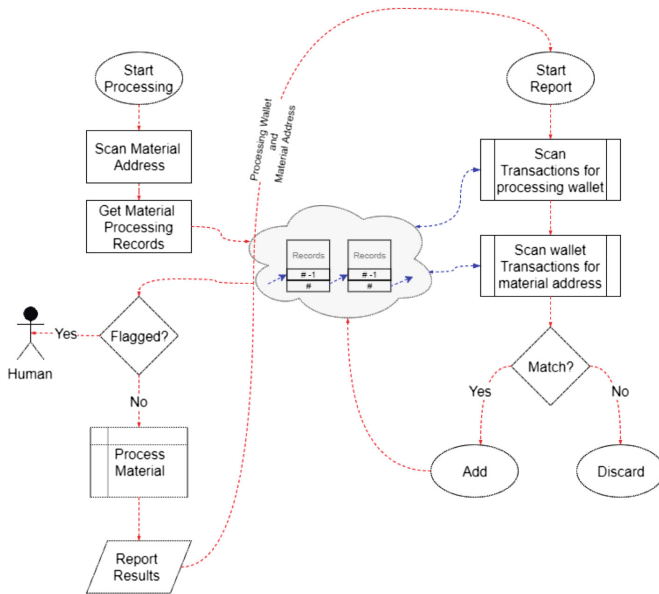 Start
Processing
Scan Material
Address
Get Material
Processing
Records
Flagged?
Yes
Human
No
Process
Material
Report
Results
Processing Wallet
and
Material Address
Records
# -1
#
Records
# -1
#
Start
Report
Scan
Transactions for
processing wallet
Scan wallet
Transactions for
material address
Match?
Yes
No
Add
Discard